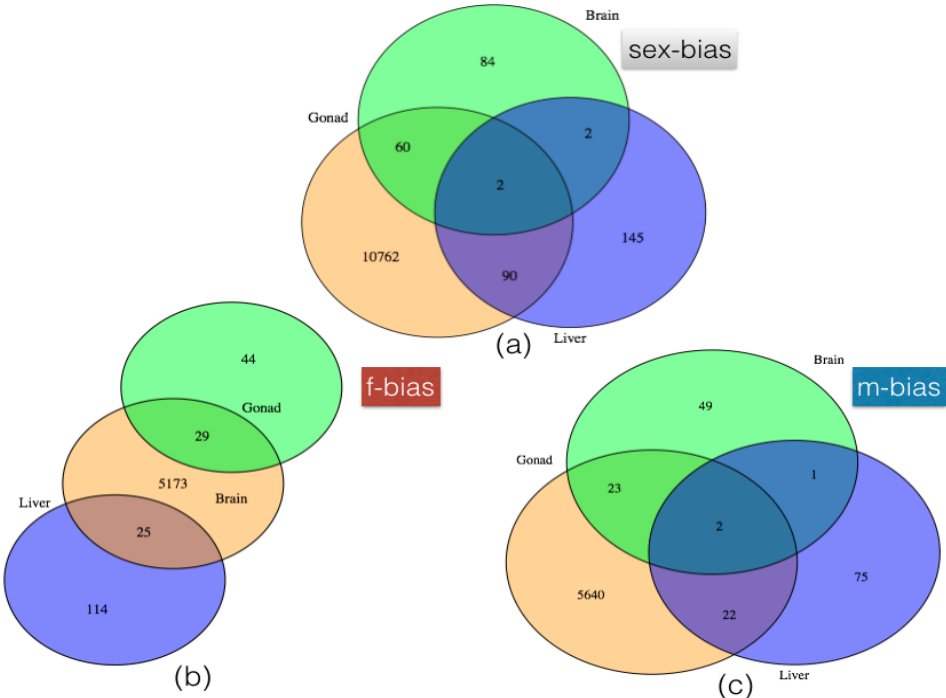 Brain
sex-bias
84
Gonad
60
2
2
10762
145
90
Liver
(a)
44
f-bias
Gonad
29
5173
Brain
Liver
25
114
(b)
Brain
m-bias
49
Gonad
23
1
2
5640
75
22
Liver
(c)